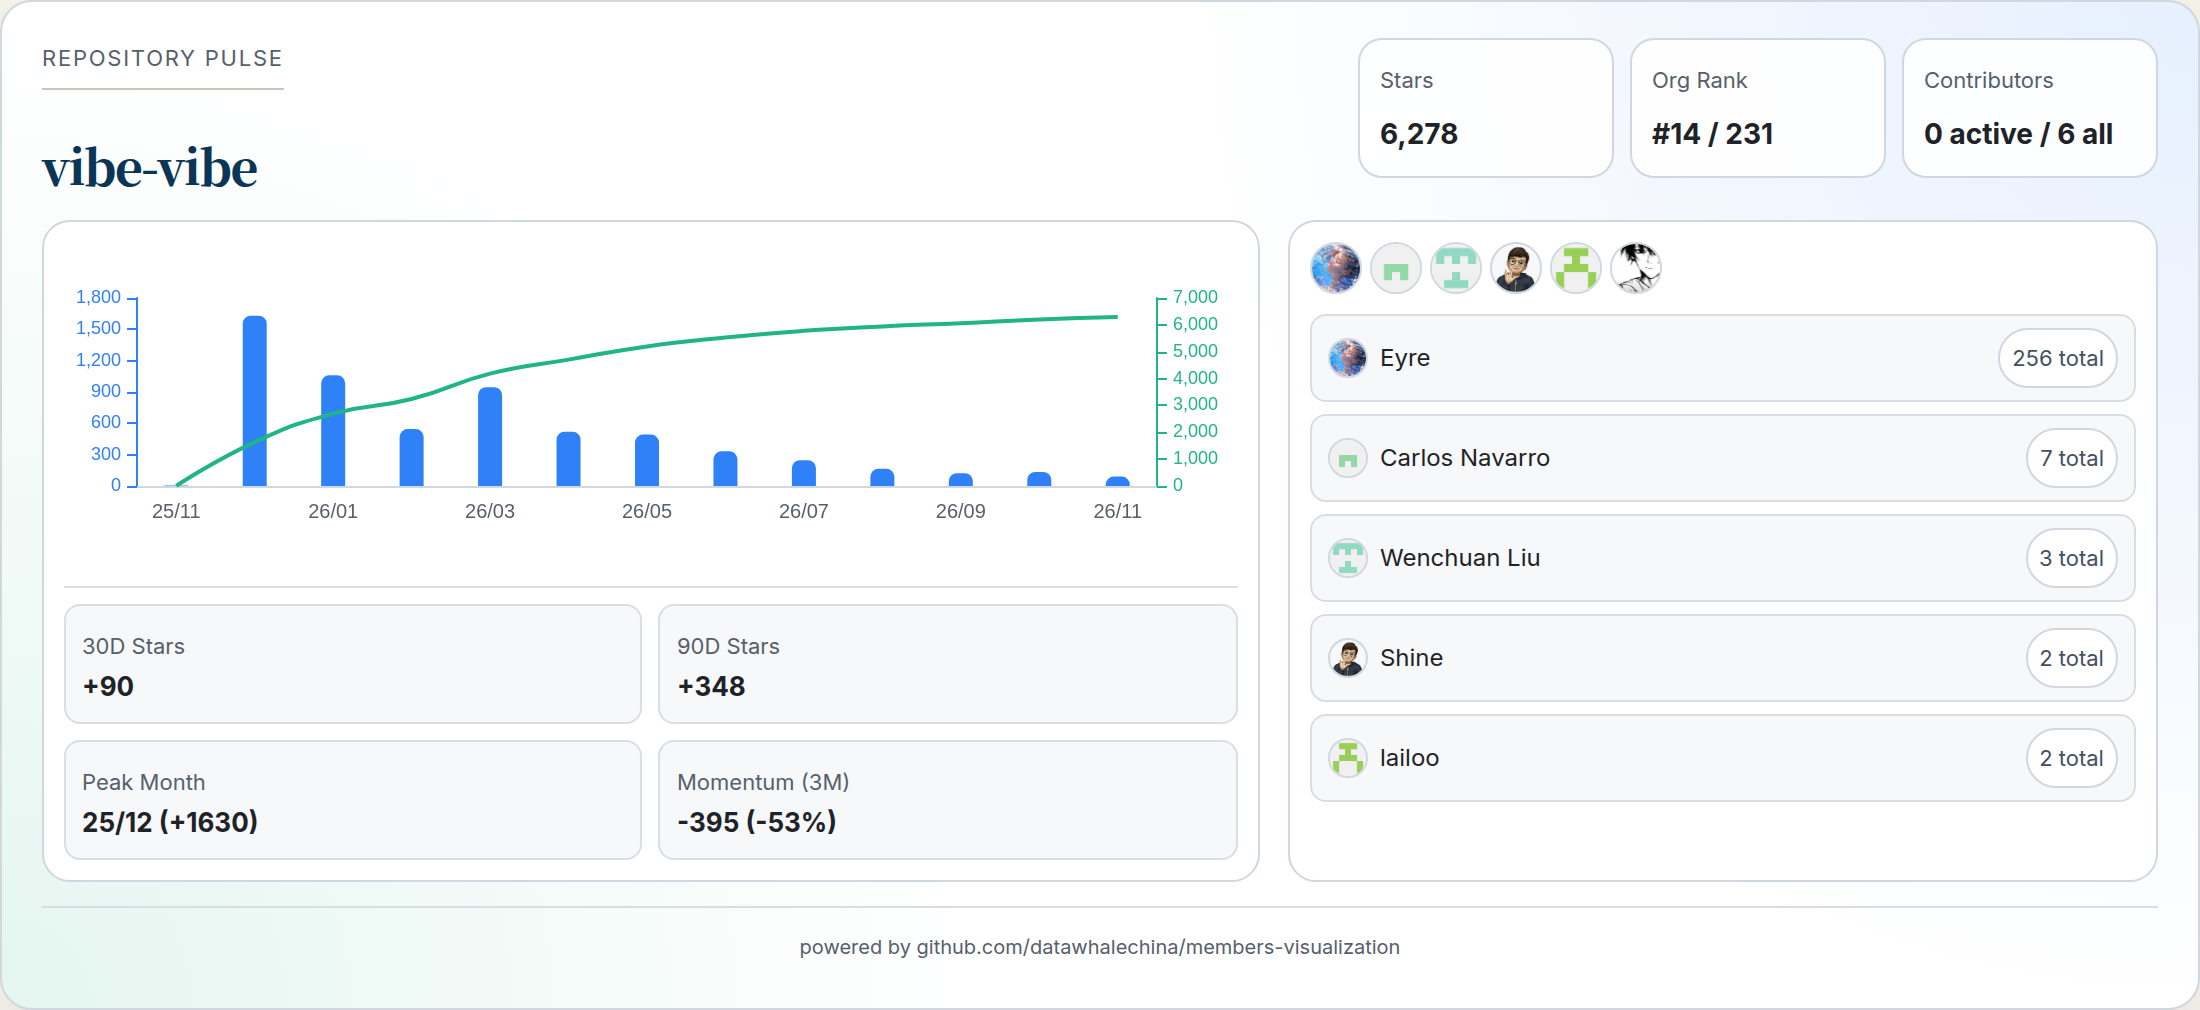 REPOSITORY PULSE
vibe-vibe
Stars
6,278
Org Rank
#14 / 231
Contributors
0 active / 6 all
1,800
1,500
1,200
900
600
300
0
7,000
6,000
5,000
4,000
3,000
2,000
1,000
0
25/11
26/01
26/03
26/05
26/07
26/09
26/11
30D Stars
+90
90D Stars
+348
Peak Month
25/12 (+1630)
Momentum (3M)
-395 (-53%)
Eyre
256 total
Carlos Navarro
7 total
Wenchuan Liu
3 total
Shine
2 total
lailoo
2 total
powered by github.com/datawhalechina/members-visualization